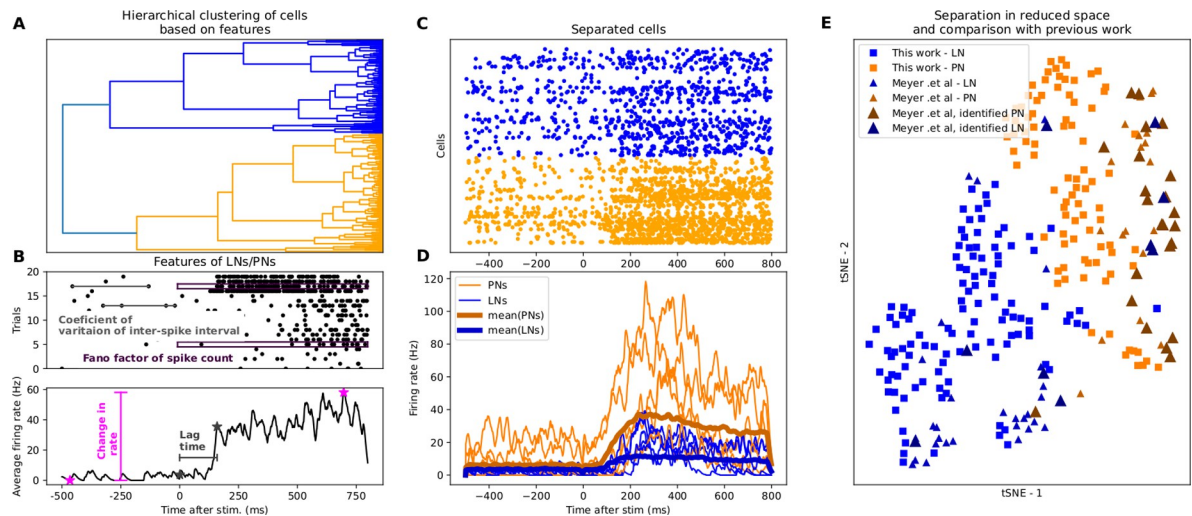 A
Hierarchical clustering of cells
based on features
B
Features of LNs/PNs
20
15
10
5
0
Trials
Coeficient of
varitaion of inter-spike interval
Fano factor of spike count
60
40
20
0
Average firing rate (Hz)
Change in
rate
Lag
time
-500
-250
0
250
500
750
Time after stim. (ms)
C
Separated cells
Cells
−400
−200
0
200
400
600
800
D
120
100
80
60
40
20
0
Firing rate (Hz)
PNs
LNs
mean(PNs)
mean(LNs)
−400
−200
0
200
400
600
800
Time after stim (ms)
E
Separation in reduced space
and comparison with previous work
This work - LN
This work - PN
Meyer .et al - LN
Meyer .et al - PN
Meyer .et al, identified PN
Meyer .et al, identified LN
tSNE - 2
tSNE - 1